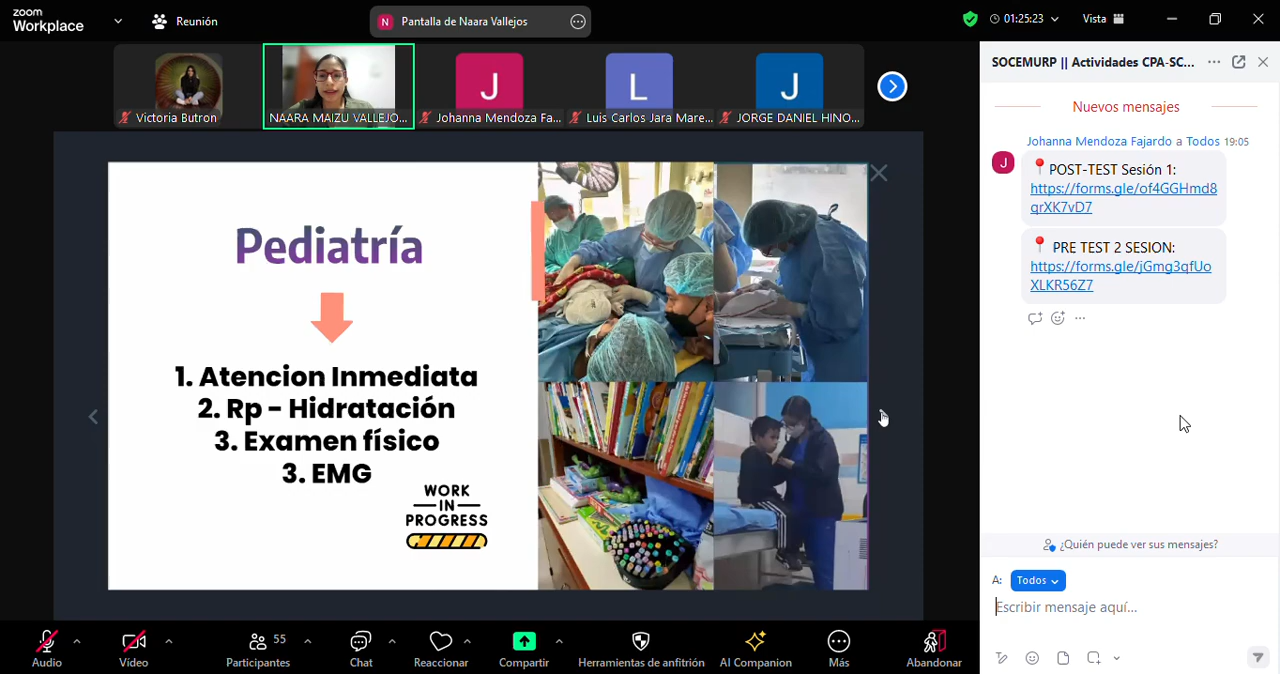 zoom
Workplace
Reunión
N
Pantalla de Naara Vallejos
01:25:23
Vista
Victoria Butron
NAARA MAIZU VALLEJO...
J
Johanna Mendoza Fa...
L
Luis Carlos Jara Mare...
J
JORGE DANIEL HINO...
Pediatría
1. Atencion Inmediata
2. Rp - Hidratación
3. Examen físico
3. EMG
WORK
IN
PROGRESS
SOCEMURP || Actividades CPA-SC...
Nuevos mensajes
Johanna Mendoza Fajardo a Todos 19:05
J
POST-TEST Sesión 1:
https://forms.gle/of4GGHmd8
qrXK7vD7
PRE TEST 2 SESION:
https://forms.gle/jGmg3qfUo
XLKR56Z7
¿Quién puede ver sus mensajes?
A: Todos
Escribir mensaje aquí...
Audio
Vídeo
55
Participantes
Chat
Reaccionar
Compartir
Herramientas de anfitrión
AI Companion
Más
Abandonar